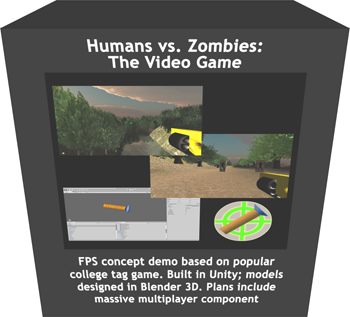 Humans vs. Zombies:
The Video Game
FPS concept demo based on popular
college tag game. Built in Unity; models
designed in Blender 3D. Plans include
massive multiplayer component